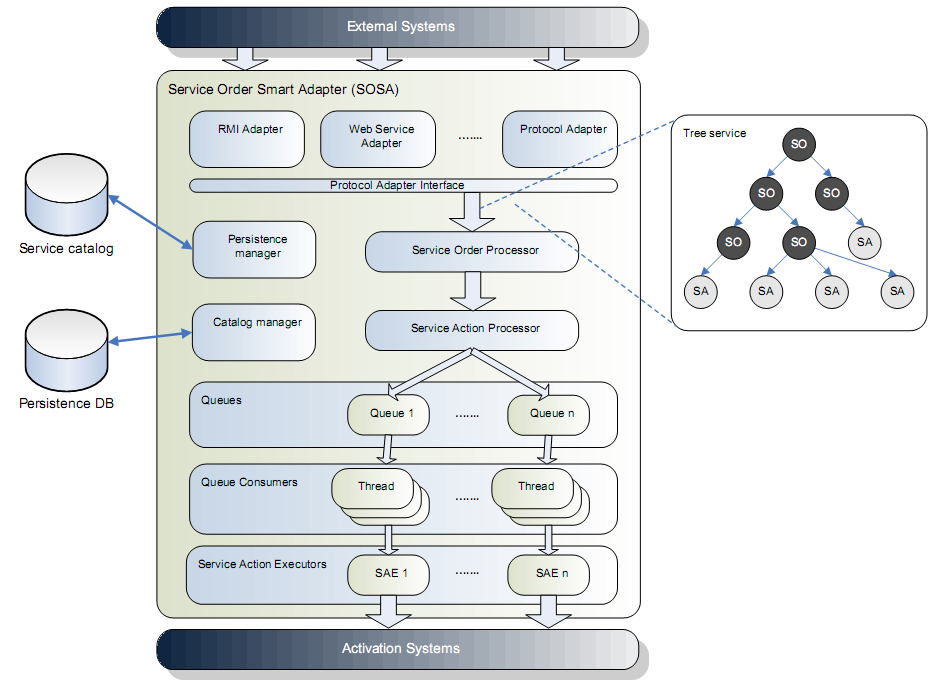 External Systems
Service Order Smart Adapter (SOSA)
RMI Adapter
Web Service
Adapter
.......
Protocol Adapter
Protocol Adapter Interface
Tree service
SO
SO
SO
SO
SO
SA
SA
SA
SA
SA
Service catalog
Persistence
manager
Service Order Processor
Catalog manager
Service Action Processor
Persistence DB
Queues
Queue 1
.......
Queue n
Queue Consumers
Thread
.......
Thread
Service Action Executors
SAE 1
.......
SAE n
Activation Systems